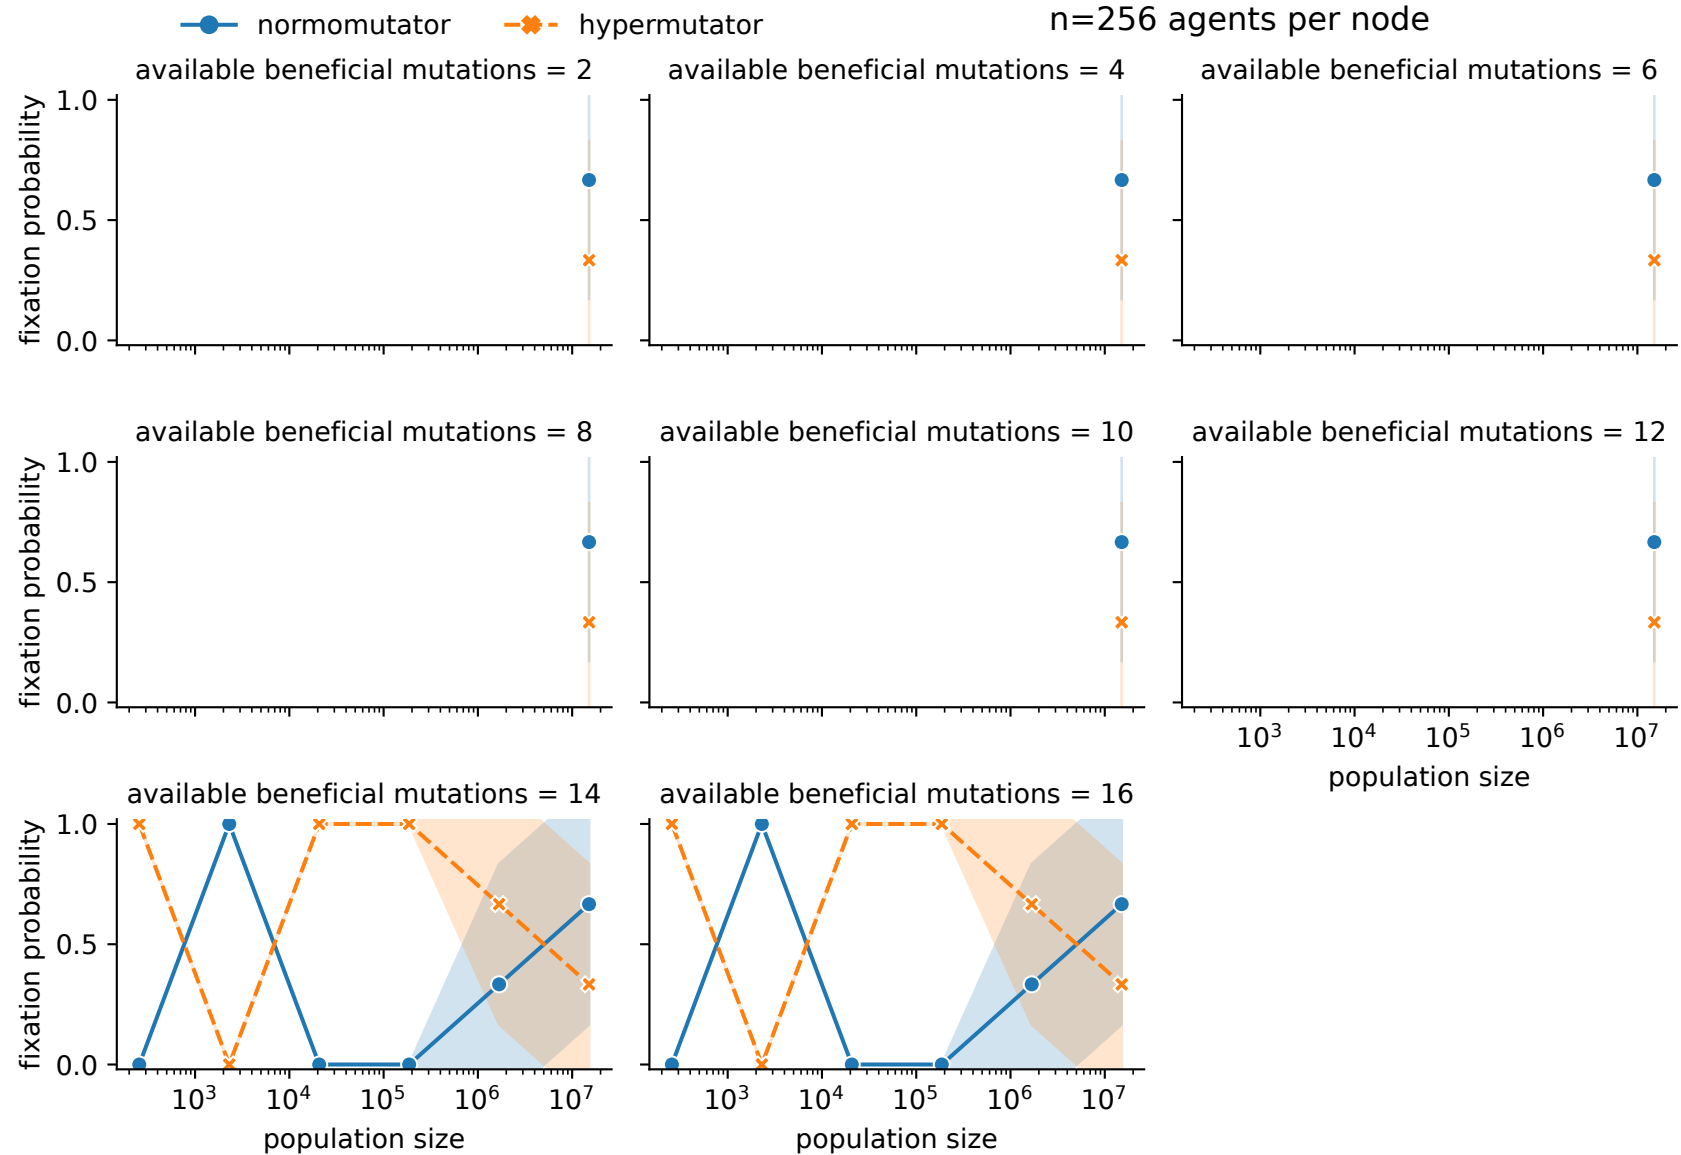 normomutator hypermutator n=256 agents per node
available beneficial mutations = 2 available beneficial mutations = 4 available beneficial mutations = 6
fixation probability
1.0
0.5
0.0
available beneficial mutations = 8 available beneficial mutations = 10 available beneficial mutations = 12
fixation probability
1.0
0.5
0.0
10³ 10⁴ 10⁵ 10⁶ 10⁷
population size
available beneficial mutations = 14 available beneficial mutations = 16
fixation probability
1.0
0.5
0.0
10³ 10⁴ 10⁵ 10⁶ 10⁷ 10³ 10⁴ 10⁵ 10⁶ 10⁷
population size population size